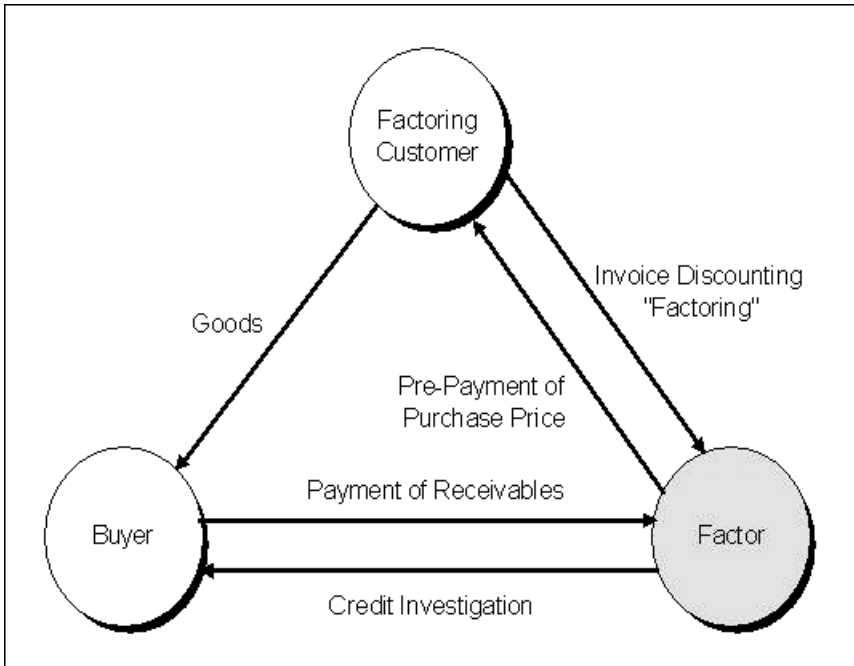 Factoring
Customer
Invoice Discounting
"Factoring"
Goods
Pre-Payment of
Purchase Price
Payment of Receivables
Buyer
Factor
Credit Investigation